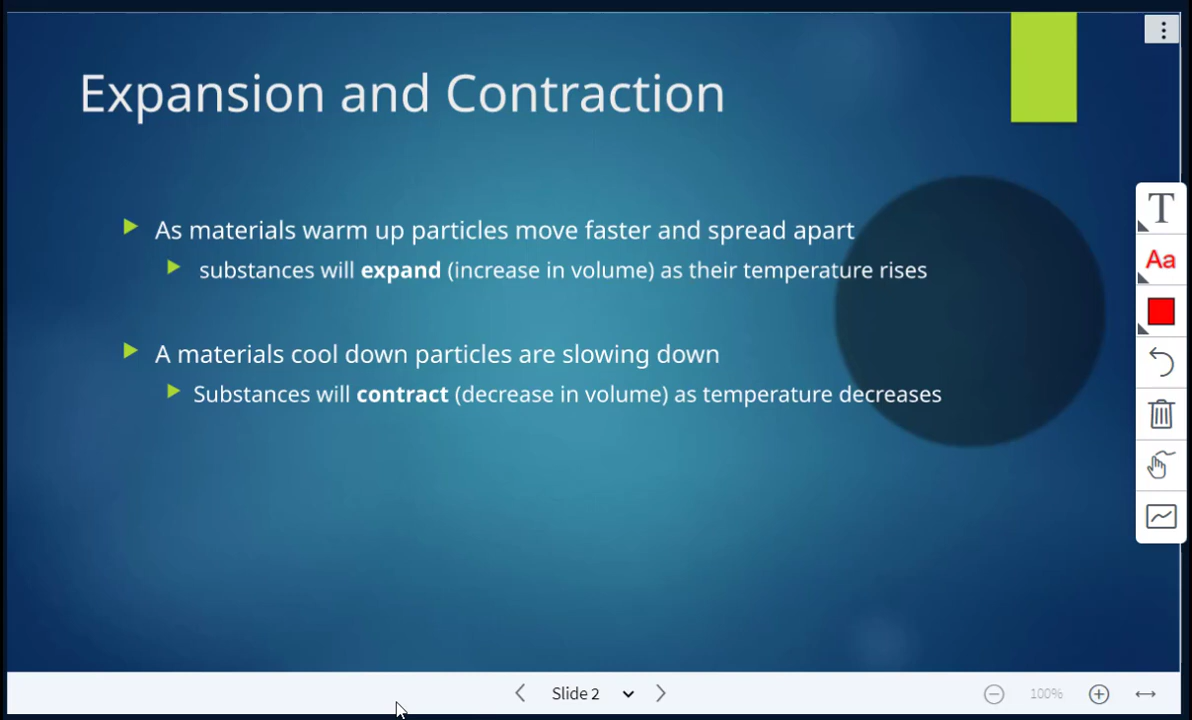 Expansion and Contraction
As materials warm up particles move faster and spread apart
substances will expand (increase in volume) as their temperature rises
A materials cool down particles are slowing down
Substances will contract (decrease in volume) as temperature decreases
T
Aa
Slide 2
100%